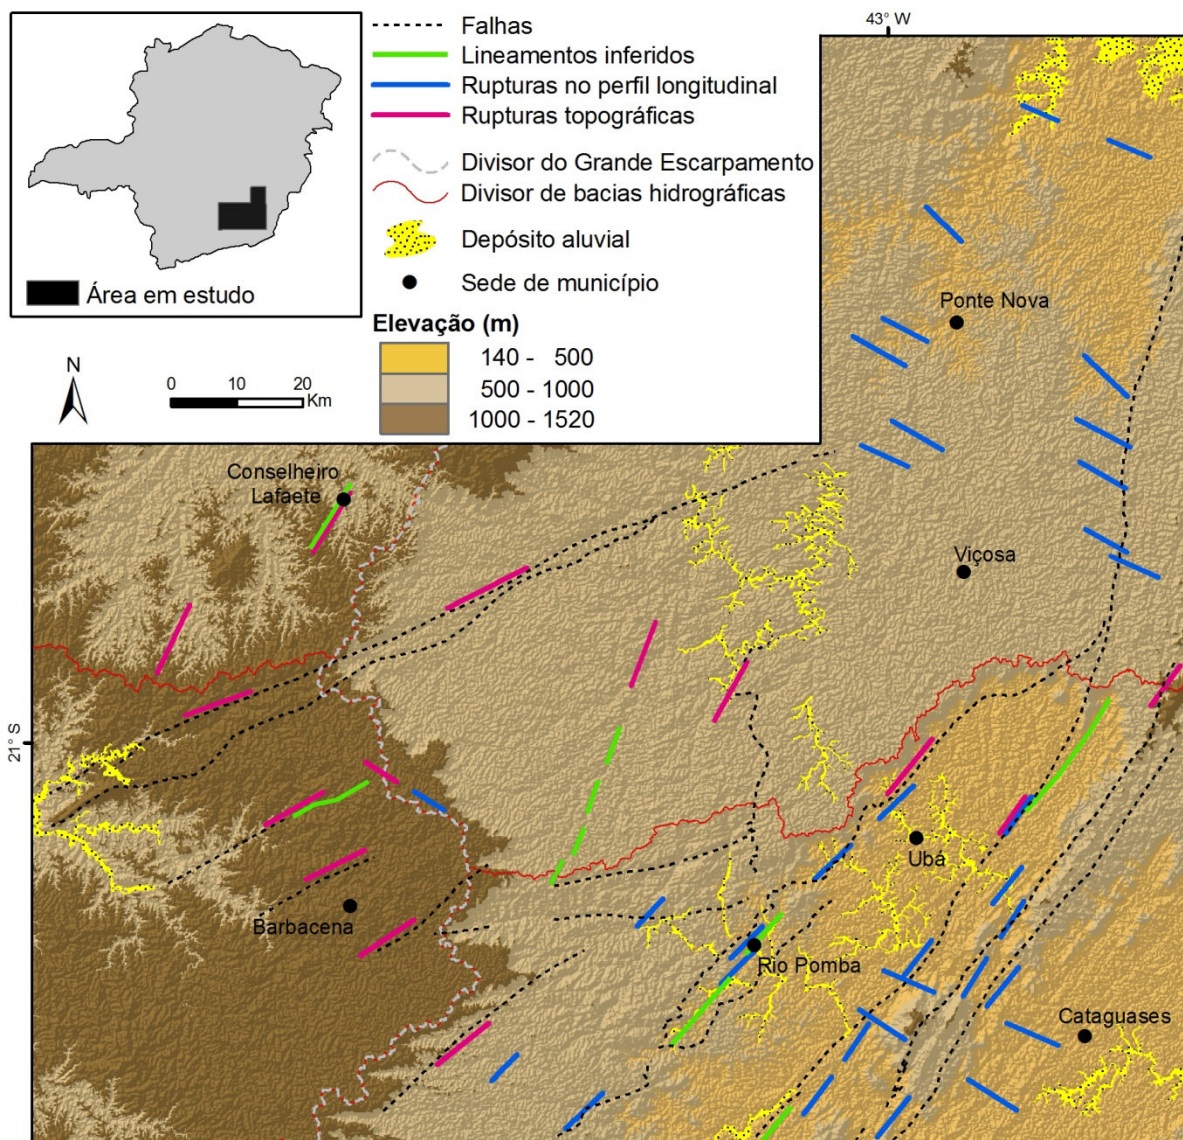 Falhas
Lineamentos inferidos
Rupturas no perfil longitudinal
Rupturas topográficas
Divisor do Grande Escarpamento
Divisor de bacias hidrográficas
Depósito aluvial
Sede de município
Área em estudo
Elevação (m)
140 - 500
500 - 1000
1000 - 1520
N
0 10 20
Km
43° W
21° S
Ponte Nova
Conselheiro
Lafaete
Viçosa
Ubá
Barbacena
Rio Pomba
Cataguases